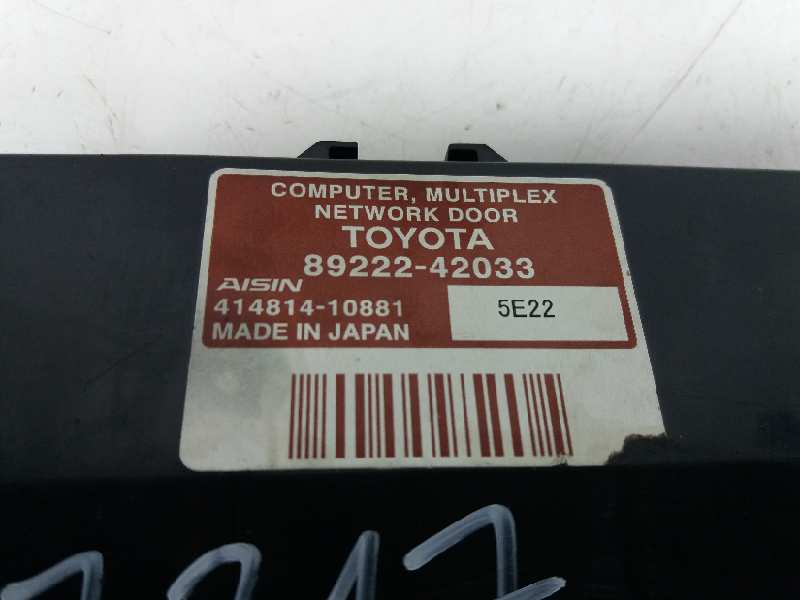 COMPUTER, MULTIPLEX
NETWORK DOOR
TOYOTA
89222-42033
AISIN
414814-10881
5E22
MADE IN JAPAN